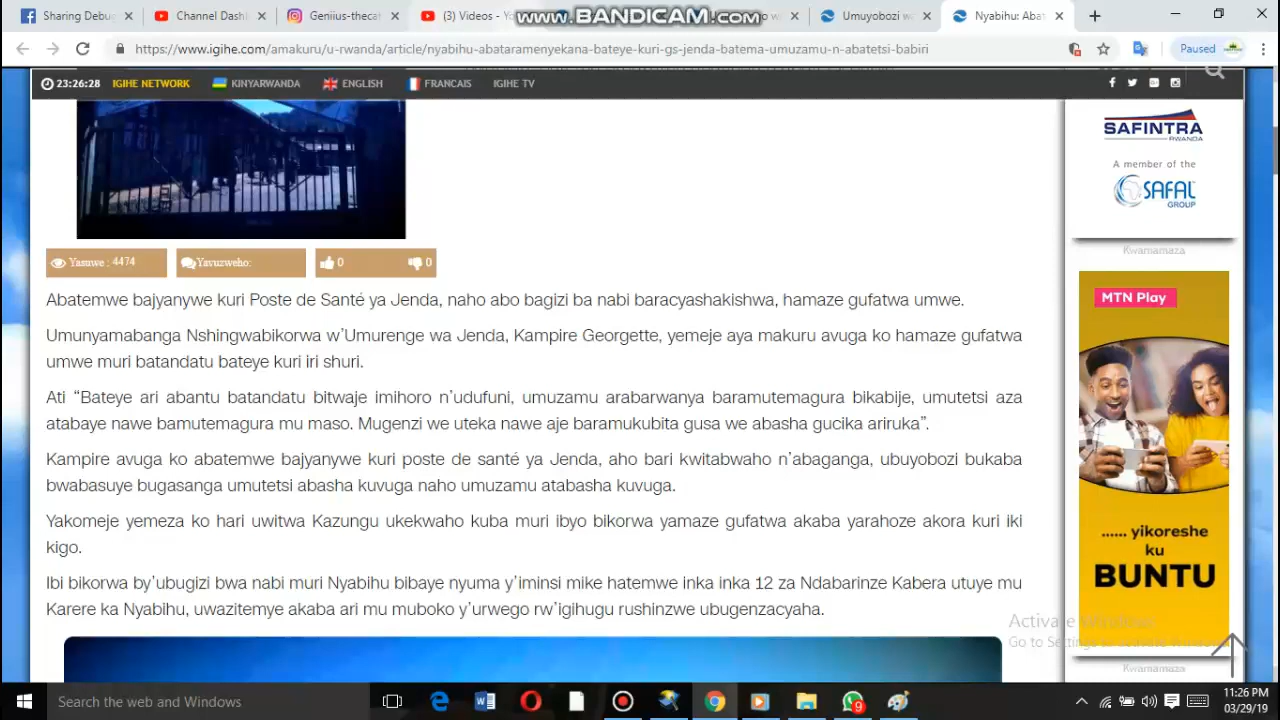 Sharing Debug
Channel Dashl
Geniius-thecat
(3) Videos - Yo
www.BANDICAM.com
Umuyobozi w
Nyabihu: Abat
https://www.igihe.com/amakuru/u-rwanda/article/nyabihu-abataramenyekana-bateye-kuri-gs-jenda-batema-umuzamu-n-abatetsi-babiri
Paused
23:26:28 IGIHE NETWORK KINYARWANDA ENGLISH FRANCAIS IGIHE TV
SAFINTRA
RWANDA
A member of the
SAFAL
GROUP
Kwamamaza
Yasuwe : 4474
Yavuzweho:
0
0
Abatemwe bajyanywe kuri Poste de Santé ya Jenda, naho abo bagizi ba nabi baracyashakishwa, hamaze gufatwa umwe.
Umunyamabanga Nshingwabikorwa w’Umurenge wa Jenda, Kampire Georgette, yemeje aya makuru avuga ko hamaze gufatwa
umwe muri batandatu bateye kuri iri shuri.
Ati “Bateye ari abantu batandatu bitwaje imihoro n’udufuni, umuzamu arabarwanya baramutemagura bikabije, umutetsi aza
atabaye nawe bamutemagura mu maso. Mugenzi we uteka nawe aje baramukubita gusa we abasha gucika ariruka”.
Kampire avuga ko abatemwe bajyanywe kuri poste de santé ya Jenda, aho bari kwitabwaho n’abaganga, ubuyobozi bukaba
bwabasuye bugasanga umutetsi abasha kuvuga naho umuzamu atabasha kuvuga.
Yakomeje yemeza ko hari uwitwa Kazungu ukekwaho kuba muri ibyo bikorwa yamaze gufatwa akaba yarahoze akora kuri iki
kigo.
Ibi bikorwa by’ubugizi bwa nabi muri Nyabihu bibaye nyuma y’iminsi mike hatemwe inka inka 12 za Ndabarinze Kabera utuye mu
Karere ka Nyabihu, uwazitemye akaba ari mu muboko y’urwego rw’igihugu rushinzwe ubugenzacyaha.
MTN Play
...... yikoreshe
ku
BUNTU
Kwamamaza
Activate Windows
Go to Settings to activate Windows.
Search the web and Windows
9
11:26 PM
03/29/19